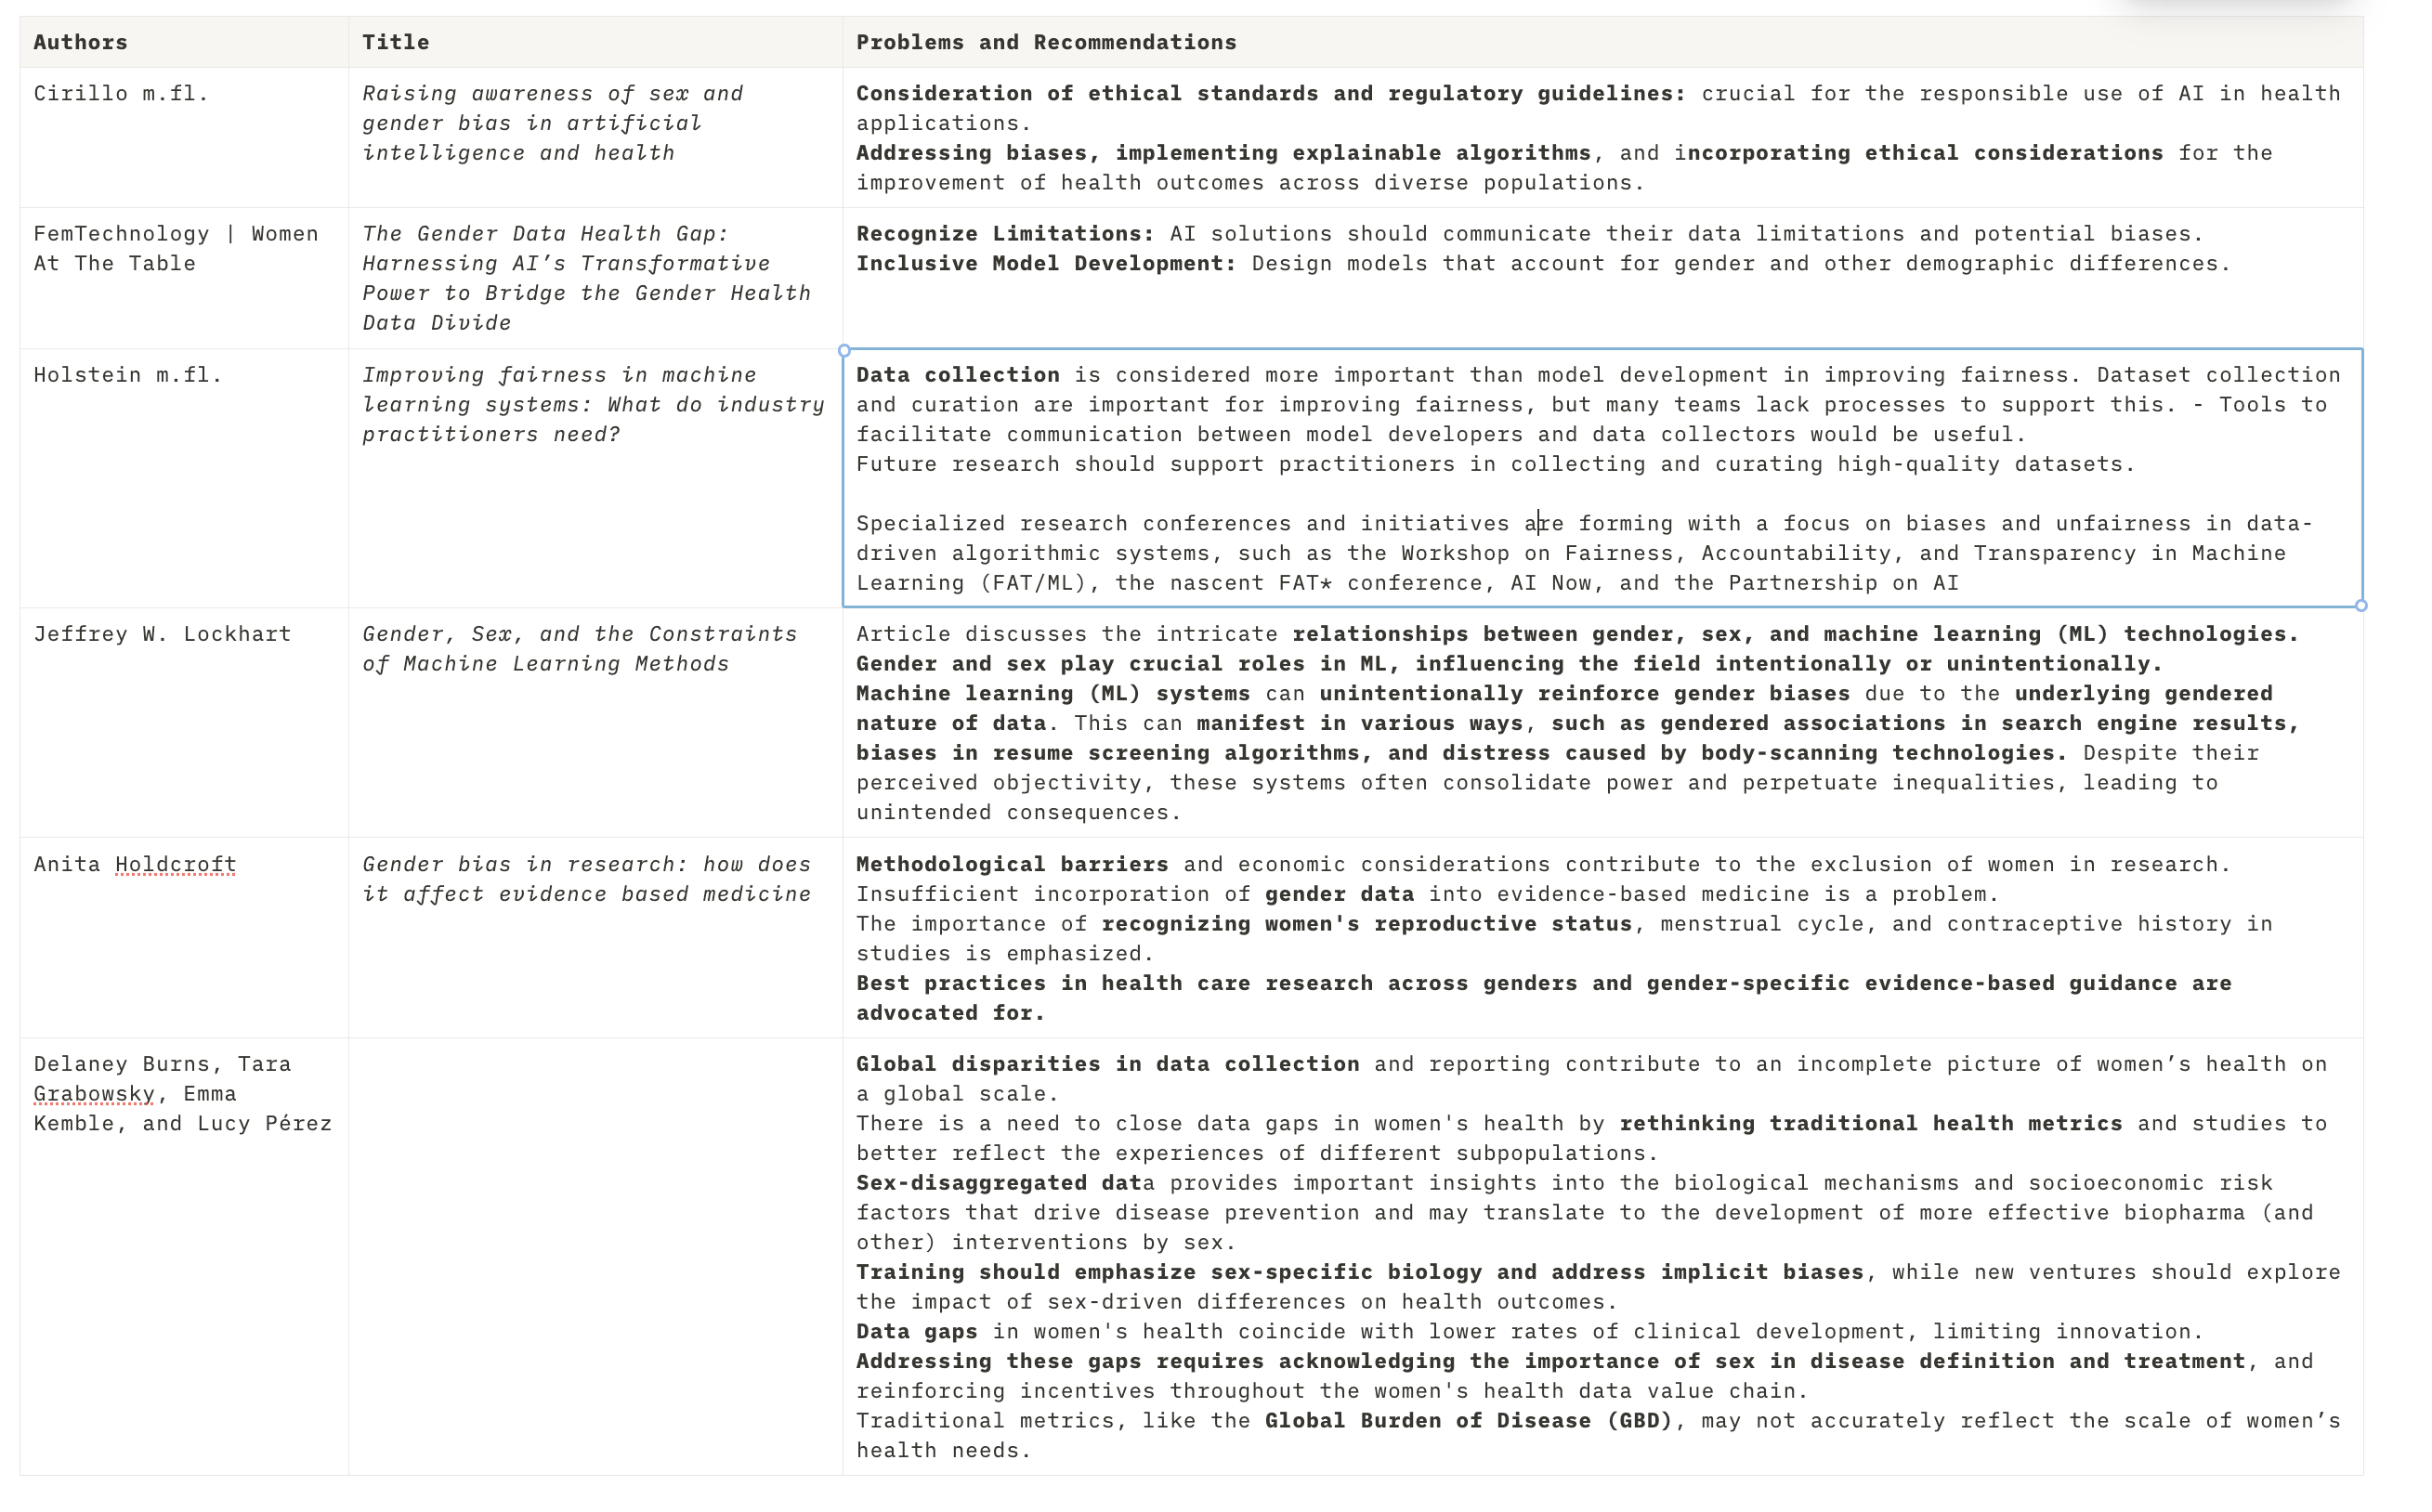 Authors
Title
Problems and Recommendations
Cirillo m.fl.
Raising awareness of sex and
gender bias in artificial
intelligence and health
Consideration of ethical standards and regulatory guidelines: crucial for the responsible use of AI in health
applications.
Addressing biases, implementing explainable algorithms, and incorporating ethical considerations for the
improvement of health outcomes across diverse populations.
FemTechnology | Women
At The Table
The Gender Data Health Gap:
Harnessing AI’s Transformative
Power to Bridge the Gender Health
Data Divide
Recognize Limitations: AI solutions should communicate their data limitations and potential biases.
Inclusive Model Development: Design models that account for gender and other demographic differences.
Holstein m.fl.
Improving fairness in machine
learning systems: What do industry
practitioners need?
Data collection is considered more important than model development in improving fairness. Dataset collection
and curation are important for improving fairness, but many teams lack processes to support this. - Tools to
facilitate communication between model developers and data collectors would be useful.
Future research should support practitioners in collecting and curating high-quality datasets.
Specialized research conferences and initiatives are forming with a focus on biases and unfairness in data-
driven algorithmic systems, such as the Workshop on Fairness, Accountability, and Transparency in Machine
Learning (FAT/ML), the nascent FAT* conference, AI Now, and the Partnership on AI
Jeffrey W. Lockhart
Gender, Sex, and the Constraints
of Machine Learning Methods
Article discusses the intricate relationships between gender, sex, and machine learning (ML) technologies.
Gender and sex play crucial roles in ML, influencing the field intentionally or unintentionally.
Machine learning (ML) systems can unintentionally reinforce gender biases due to the underlying gendered
nature of data. This can manifest in various ways, such as gendered associations in search engine results,
biases in resume screening algorithms, and distress caused by body-scanning technologies. Despite their
perceived objectivity, these systems often consolidate power and perpetuate inequalities, leading to
unintended consequences.
Anita Holdcroft
Gender bias in research: how does
it affect evidence based medicine
Methodological barriers and economic considerations contribute to the exclusion of women in research.
Insufficient incorporation of gender data into evidence-based medicine is a problem.
The importance of recognizing women's reproductive status, menstrual cycle, and contraceptive history in
studies is emphasized.
Best practices in health care research across genders and gender-specific evidence-based guidance are
advocated for.
Delaney Burns, Tara
Grabowsky, Emma
Kemble, and Lucy Pérez
Global disparities in data collection and reporting contribute to an incomplete picture of women’s health on
a global scale.
There is a need to close data gaps in women's health by rethinking traditional health metrics and studies to
better reflect the experiences of different subpopulations.
Sex-disaggregated data provides important insights into the biological mechanisms and socioeconomic risk
factors that drive disease prevention and may translate to the development of more effective biopharma (and
other) interventions by sex.
Training should emphasize sex-specific biology and address implicit biases, while new ventures should explore
the impact of sex-driven differences on health outcomes.
Data gaps in women's health coincide with lower rates of clinical development, limiting innovation.
Addressing these gaps requires acknowledging the importance of sex in disease definition and treatment, and
reinforcing incentives throughout the women's health data value chain.
Traditional metrics, like the Global Burden of Disease (GBD), may not accurately reflect the scale of women’s
health needs.